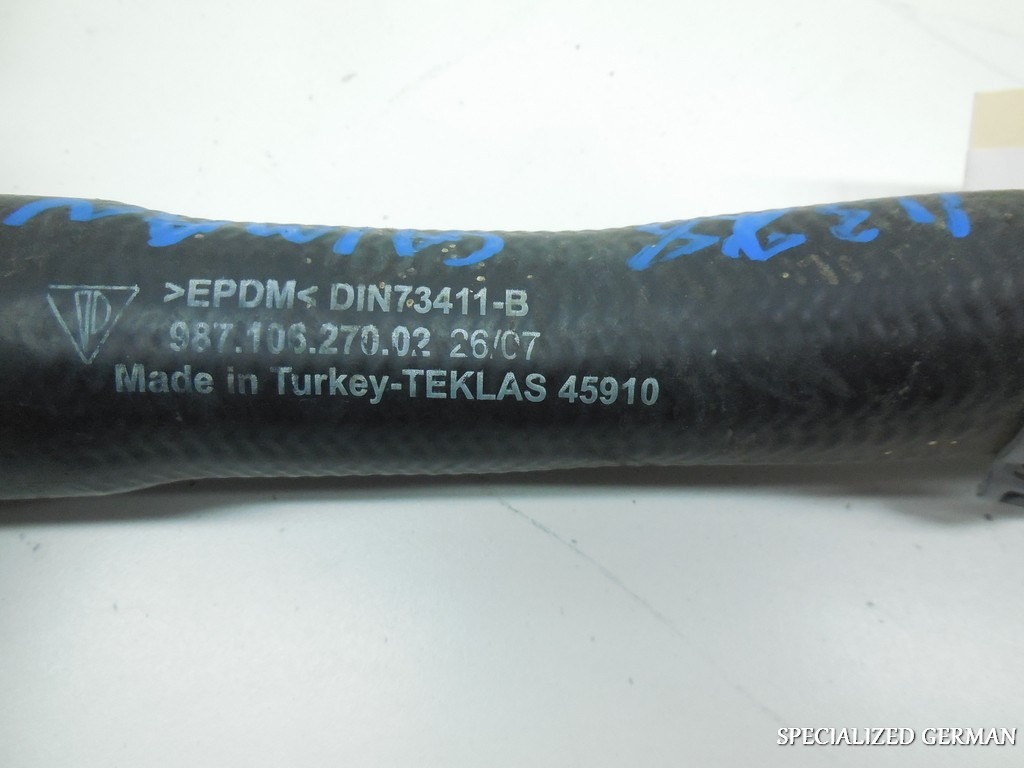 >EPDM< DIN73411-B
987.106.270.02 26/07
Made in Turkey-TEKLAS 45910
SPECIALIZED GERMAN